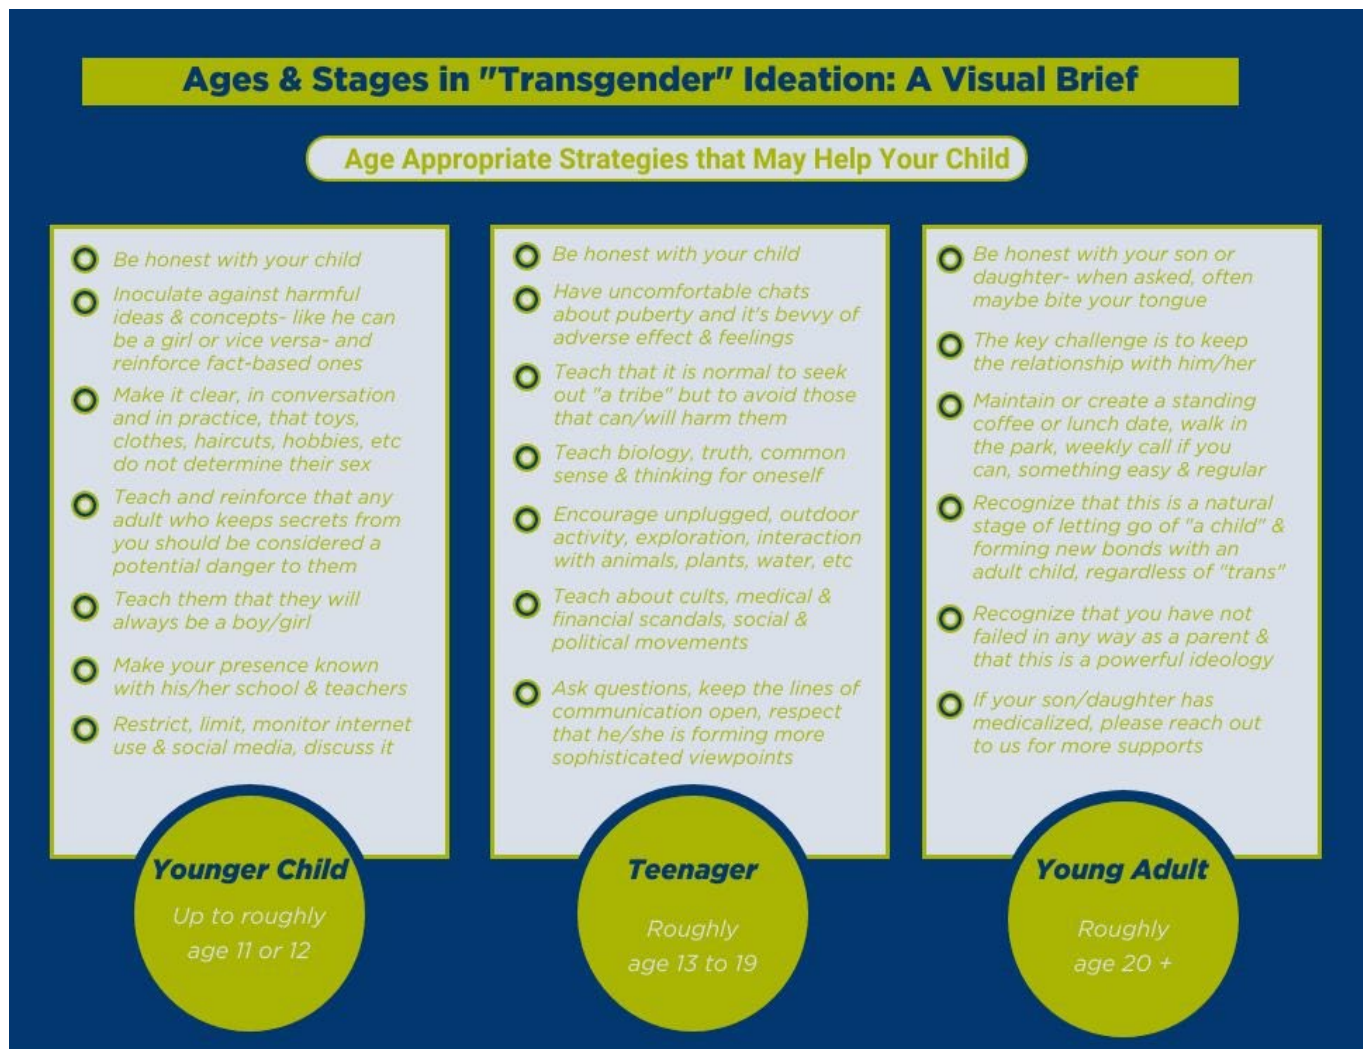 Ages & Stages in "Transgender" Ideation: A Visual Brief
Age Appropriate Strategies that May Help Your Child
Be honest with your child
Inoculate against harmful
ideas & concepts- like he can
be a girl or vice versa- and
reinforce fact-based ones
Make it clear, in conversation
and in practice, that toys,
clothes, haircuts, hobbies, etc
do not determine their sex
Teach and reinforce that any
adult who keeps secrets from
you should be considered a
potential danger to them
Teach them that they will
always be a boy/girl
Make your presence known
with his/her school & teachers
Restrict, limit, monitor internet
use & social media, discuss it
Younger Child
Up to roughly
age 11 or 12
Be honest with your child
Have uncomfortable chats
about puberty and it's bevvy of
adverse effect & feelings
Teach that it is normal to seek
out "a tribe" but to avoid those
that can/will harm them
Teach biology, truth, common
sense & thinking for oneself
Encourage unplugged, outdoor
activity, exploration, interaction
with animals, plants, water, etc
Teach about cults, medical &
financial scandals, social &
political movements
Ask questions, keep the lines of
communication open, respect
that he/she is forming more
sophisticated viewpoints
Teenager
Roughly
age 13 to 19
Be honest with your son or
daughter- when asked, often
maybe bite your tongue
The key challenge is to keep
the relationship with him/her
Maintain or create a standing
coffee or lunch date, walk in
the park, weekly call if you
can, something easy & regular
Recognize that this is a natural
stage of letting go of "a child" &
forming new bonds with an
adult child, regardless of "trans"
Recognize that you have not
failed in any way as a parent &
that this is a powerful ideology
If your son/daughter has
medicalized, please reach out
to us for more supports
Young Adult
Roughly
age 20 +